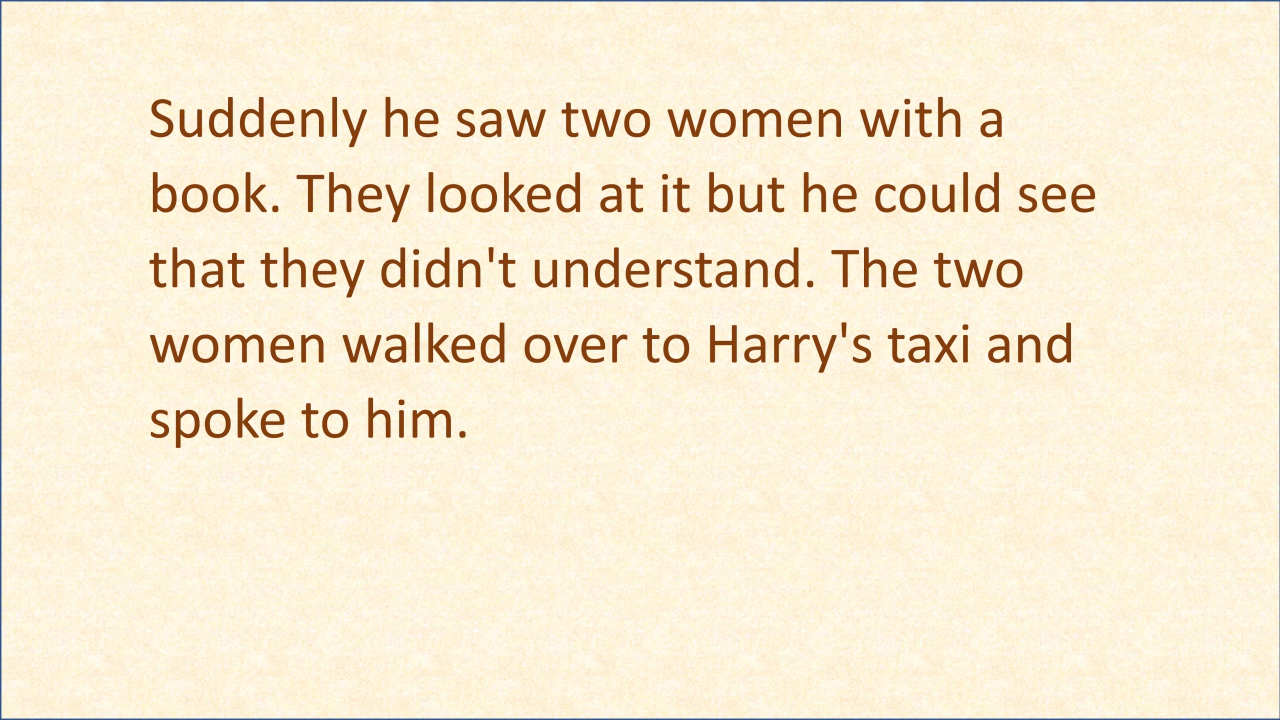 Suddenly he saw two women with a
book. They looked at it but he could see
that they didn't understand. The two
women walked over to Harry's taxi and
spoke to him.